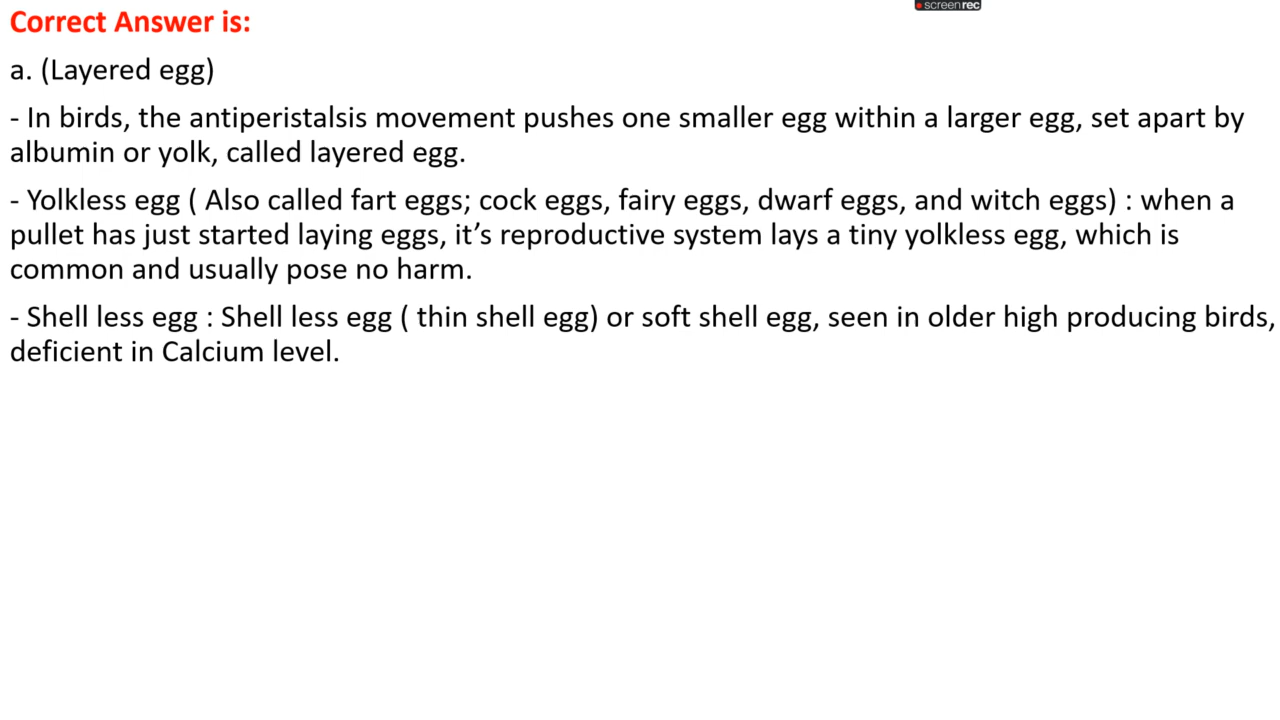 screenrec
Correct Answer is:
a. (Layered egg)
- In birds, the antiperistalsis movement pushes one smaller egg within a larger egg, set apart by
albumin or yolk, called layered egg.
- Yolkless egg ( Also called fart eggs; cock eggs, fairy eggs, dwarf eggs, and witch eggs) : when a
pullet has just started laying eggs, it’s reproductive system lays a tiny yolkless egg, which is
common and usually pose no harm.
- Shell less egg : Shell less egg ( thin shell egg) or soft shell egg, seen in older high producing birds,
deficient in Calcium level.